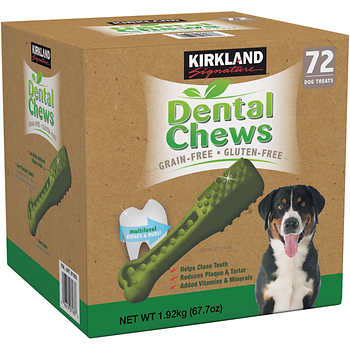 KIRKLAND
Signature
72
DOG TREATS
Dental
Chews
GRAIN-FREE • GLUTEN-FREE
Multilevel
Helps Clean Teeth
Reduces Plaque & Tartar
Added Vitamins & Minerals
NET WT 1.92kg (67.7oz)